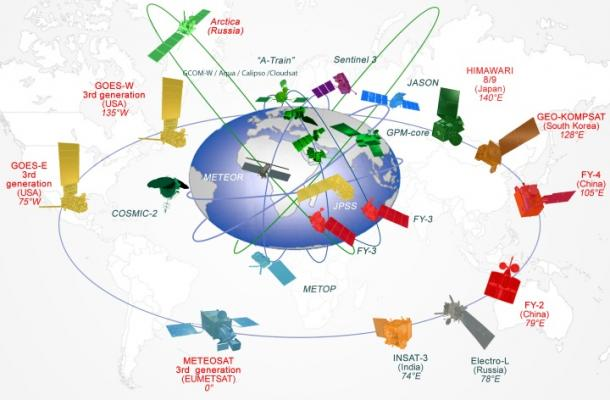 Arctica
(Russia)
"A-Train"
GCOM-W / Aqua / Calipso /Cloudsat
Sentinel 3
JASON
HIMAWARI
8/9
(Japan)
140°E
GOES-W
3rd generation
(USA)
135°W
GEO-KOMPSAT
(South Korea)
128°E
GPM-core
GOES-E
3rd
generation
(USA)
75°W
METEOR
FY-4
(China)
105°E
COSMIC-2
JPSS
FY-3
FY-3
METOP
FY-2
(China)
79°E
METEOSAT
3rd generation
(EUMETSAT)
0°
INSAT-3
(India)
74°E
Electro-L
(Russia)
78°E